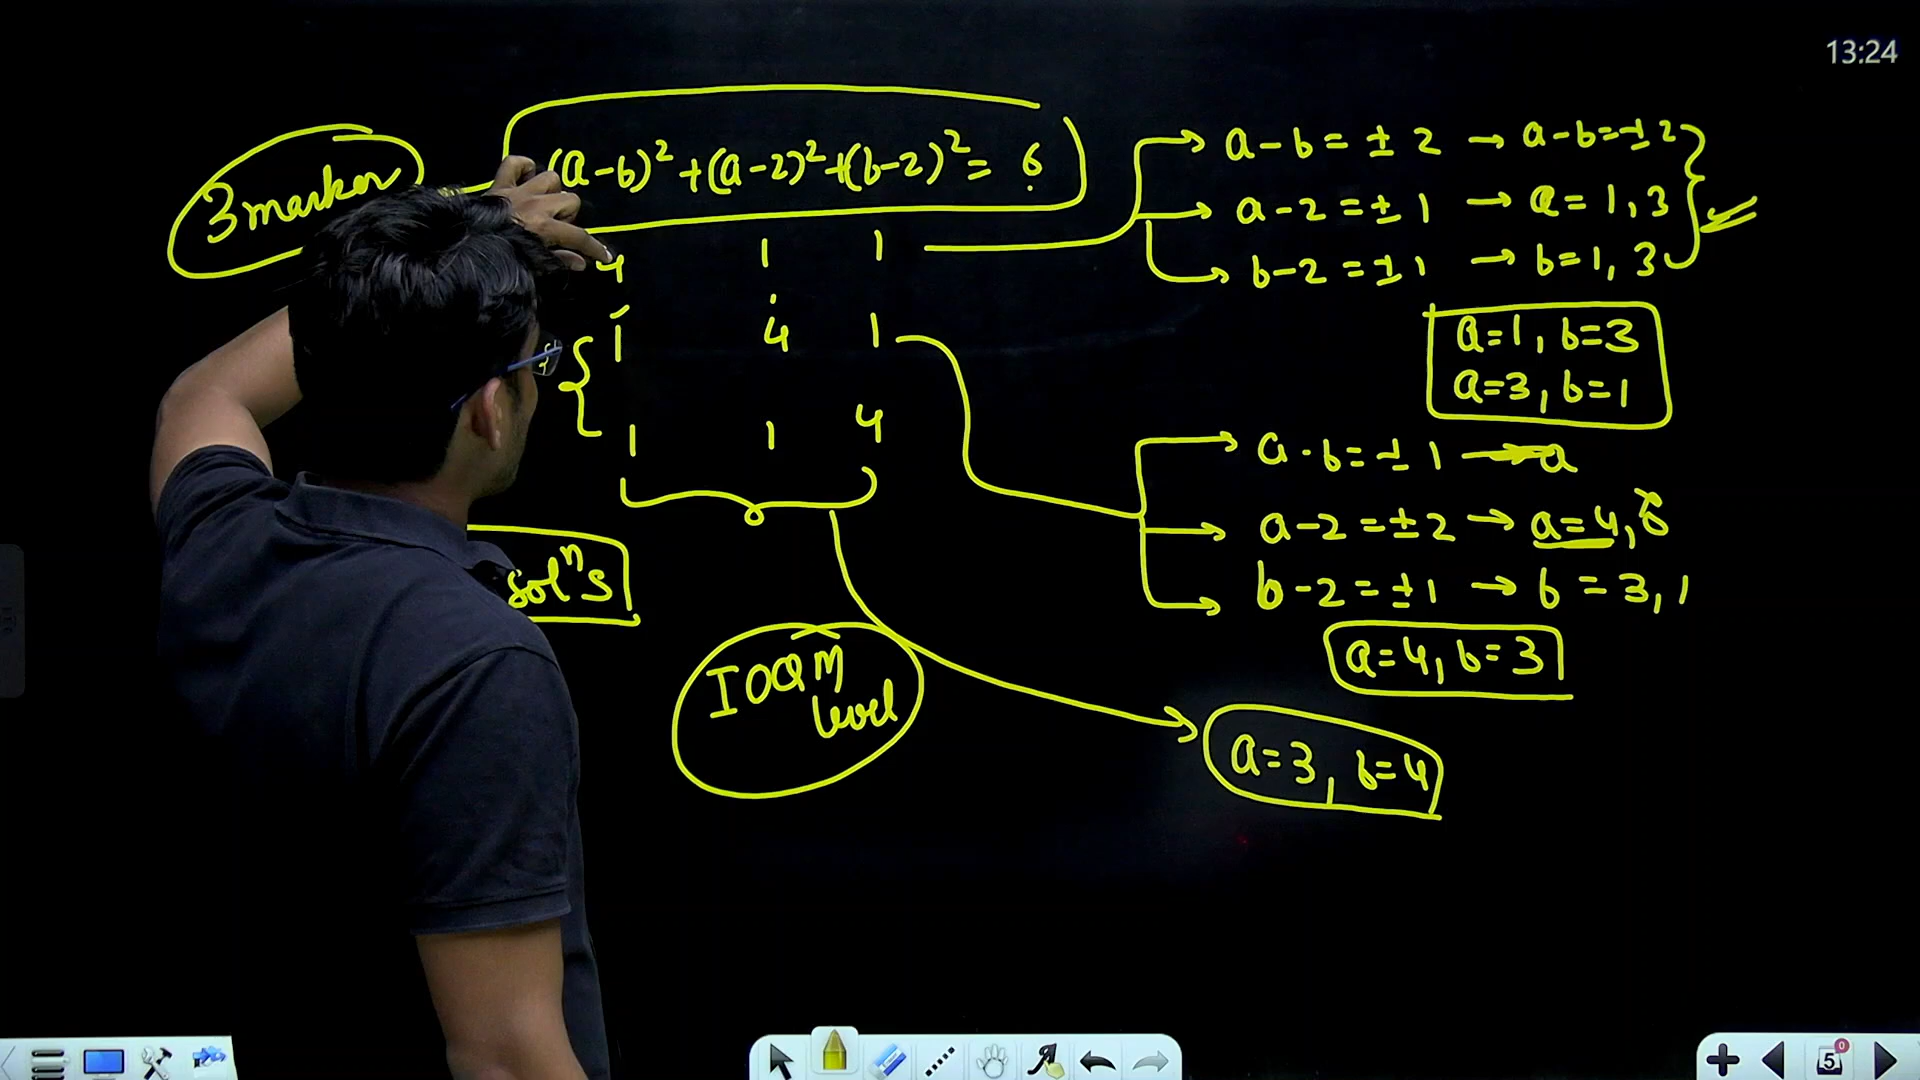 13:24
3 marker
(a-b)² + (a-2)² + (b-2)² = 6
4 1 1
1 4 1
1 1 4
soln s
IOQM
level
a-b = ± 2 → a-b = ± 2
a-2 = ± 1 → a = 1, 3
b-2 = ± 1 → b = 1, 3
a=1, b=3
a=3, b=1
a-b = ± 1 → a
a-2 = ± 2 → a=4,
b-2 = ± 1 → b = 3, 1
a=4, b=3
a=3, b=4
5
0